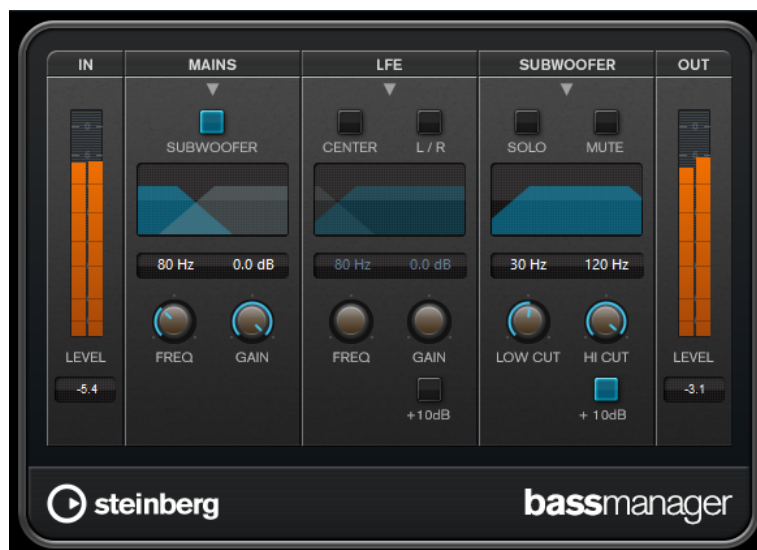 IN MAINS LFE SUBWOOFER OUT
SUBWOOFER CENTER L / R SOLO MUTE
80 Hz 0.0 dB 80 Hz 0.0 dB 30 Hz 120 Hz
LEVEL FREQ GAIN FREQ GAIN LOW CUT HI CUT LEVEL
-5.4 -3.1
+10dB + 10dB
steinberg bassmanager